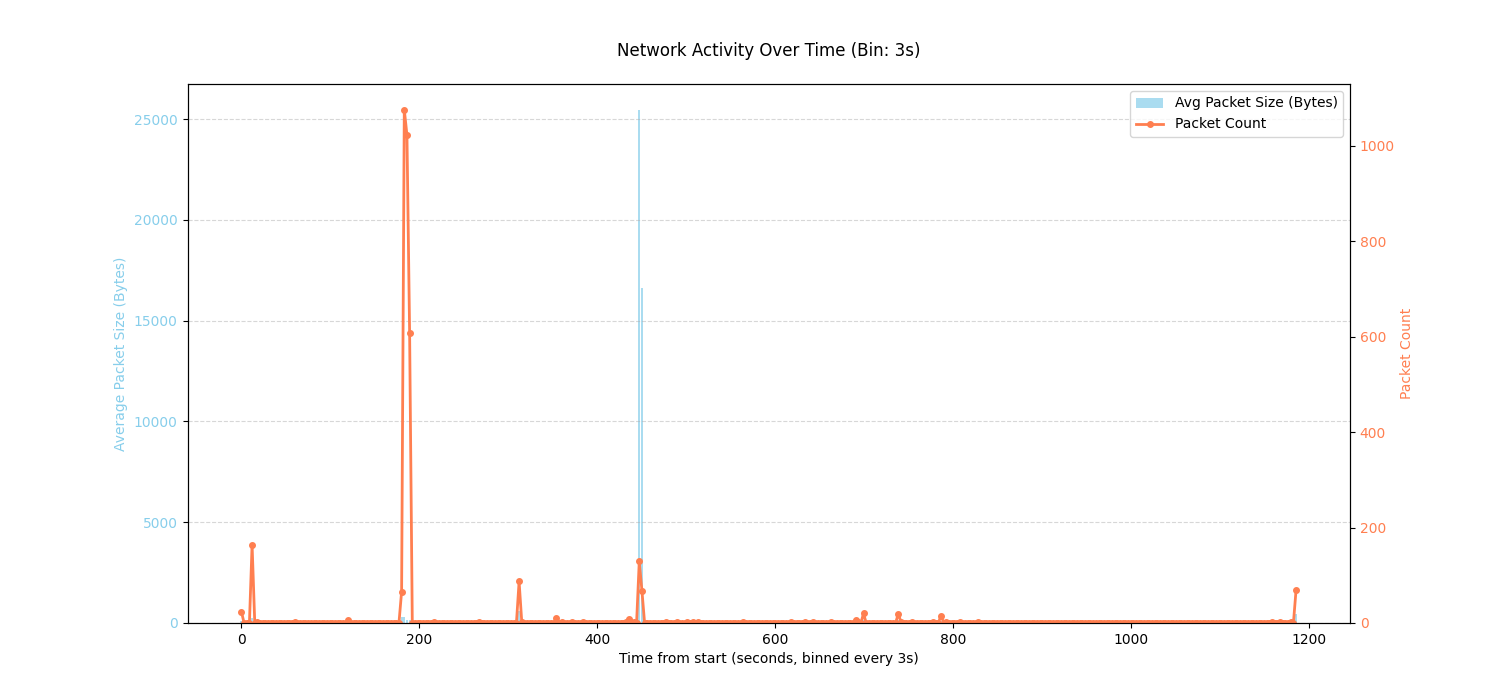 Network Activity Over Time (Bin: 3s)
Avg Packet Size (Bytes)
Packet Count
25000
20000
15000
10000
5000
0
Average Packet Size (Bytes)
1000
800
600
400
200
0
Packet Count
0 200 400 600 800 1000 1200
Time from start (seconds, binned every 3s)